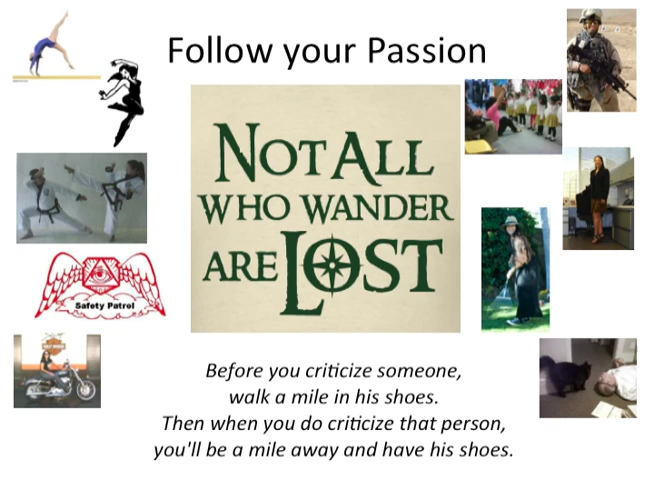 Follow your Passion
NOT ALL
WHO WANDER
ARE LOST
Safety Patrol
Before you criticize someone,
walk a mile in his shoes.
Then when you do criticize that person,
you'll be a mile away and have his shoes.